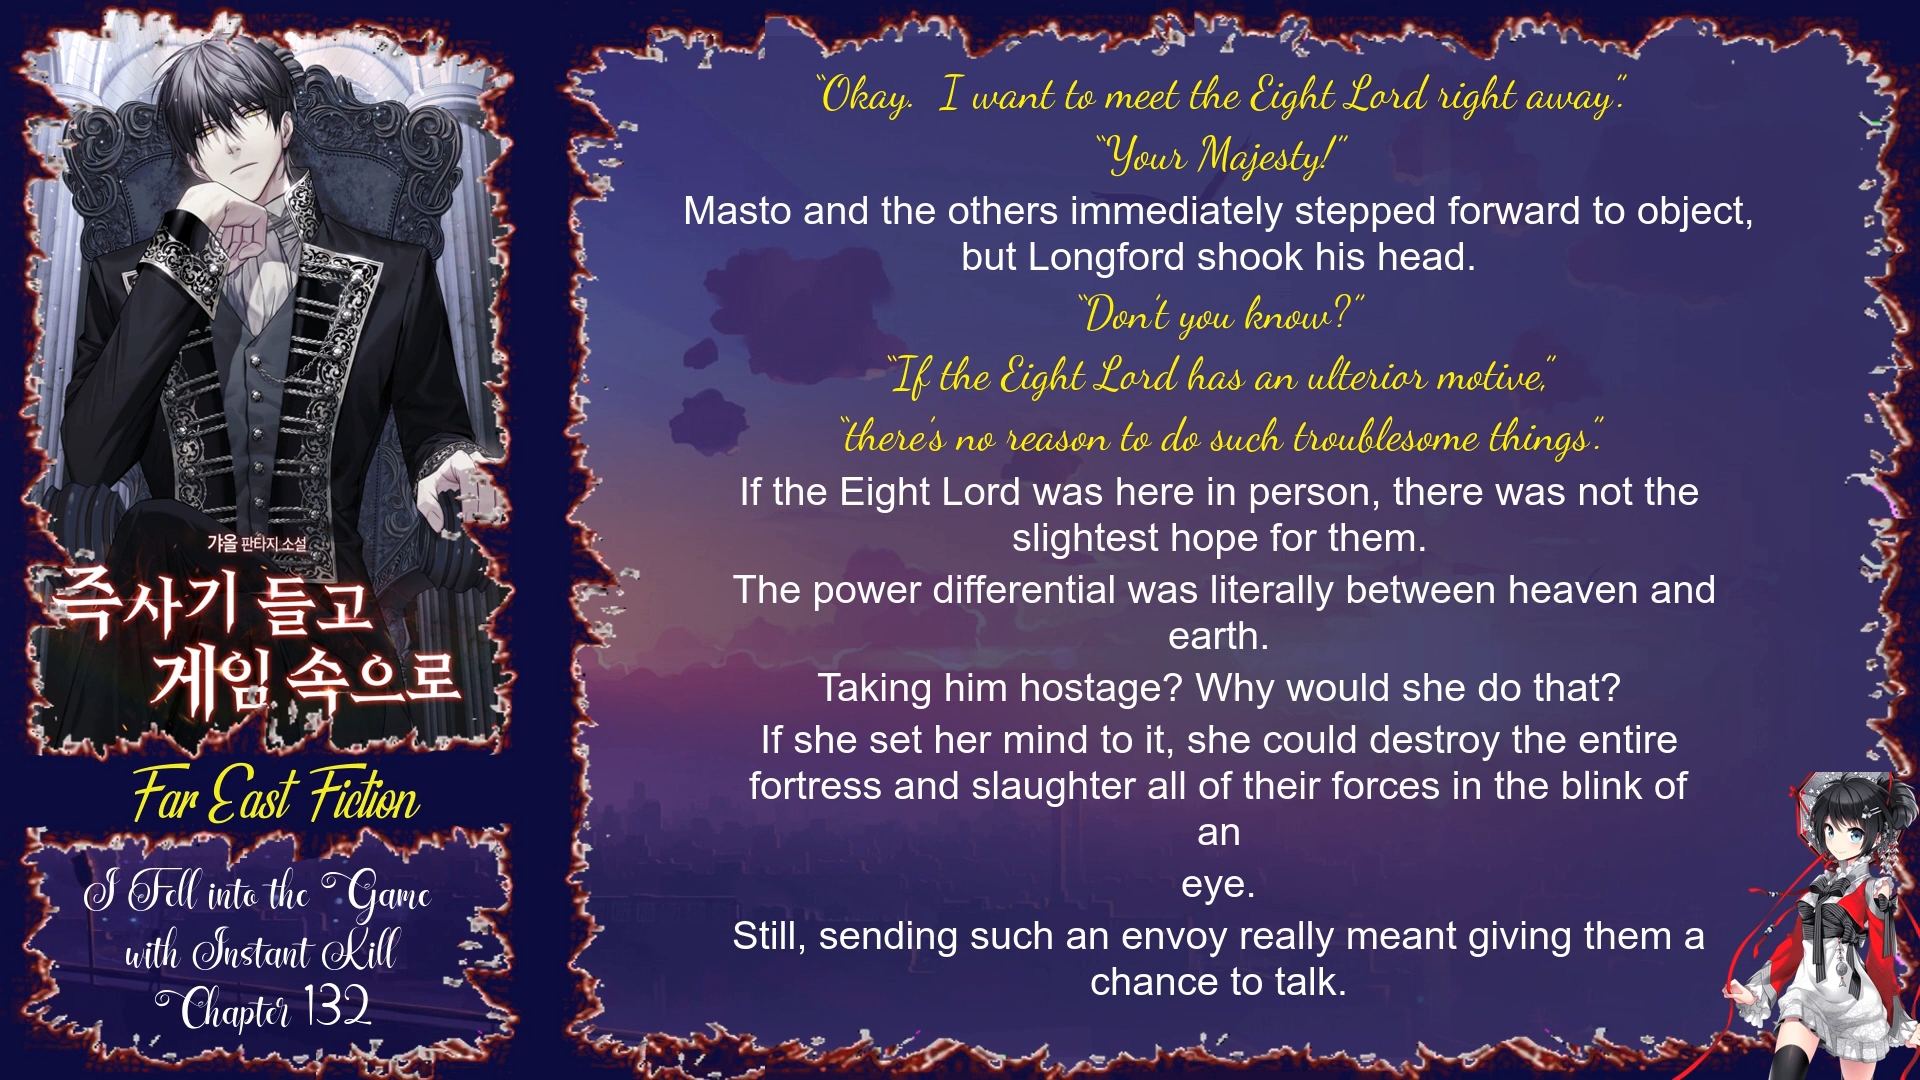 갸울 판타지 소설
즉사기 들고
게임 속으로
Far East Fiction
I Fell into the Game
with Instant Kill
Chapter 132
“Okay.  I want to meet the Eight Lord right away.”
“Your Majesty!”
Masto and the others immediately stepped forward to object,
but Longford shook his head.
“Don’t you know?”
“If the Eight Lord has an ulterior motive,”
“there’s no reason to do such troublesome things”.
If the Eight Lord was here in person, there was not the
slightest hope for them.
The power differential was literally between heaven and
earth.
Taking him hostage? Why would she do that?
If she set her mind to it, she could destroy the entire
fortress and slaughter all of their forces in the blink of
an
eye.
Still, sending such an envoy really meant giving them a
chance to talk.